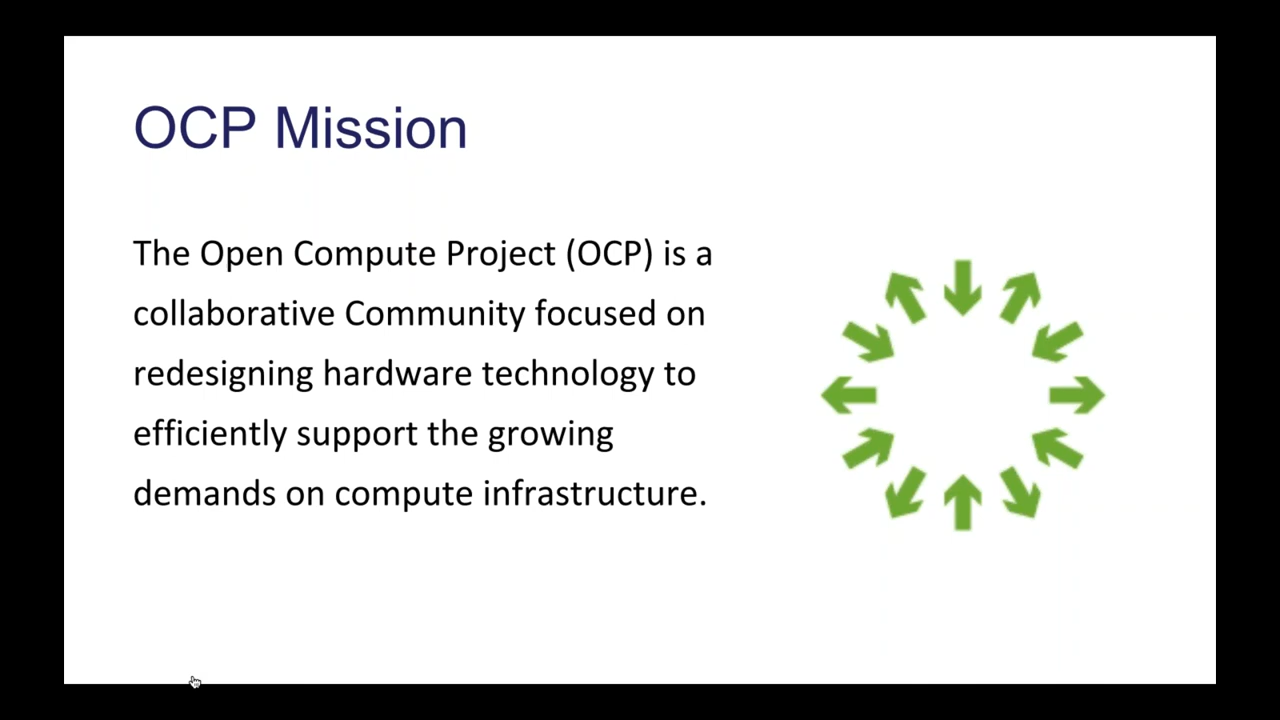 OCP Mission
The Open Compute Project (OCP) is a
collaborative Community focused on
redesigning hardware technology to
efficiently support the growing
demands on compute infrastructure.